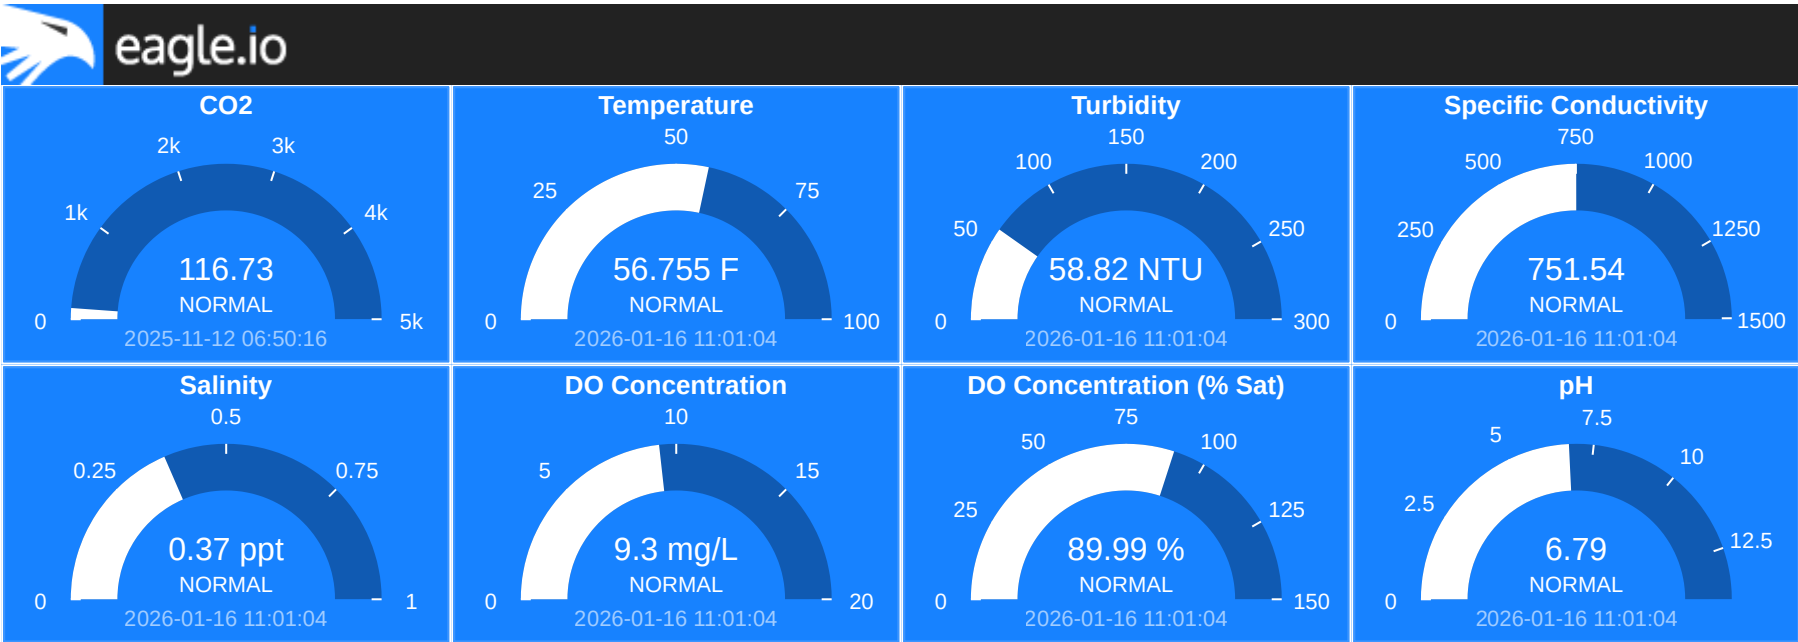 eagle.io
CO2
2k
3k
1k
4k
116.73
NORMAL
0
5k
2025-11-12 06:50:16
Temperature
50
25
75
56.755 F
NORMAL
0
100
2026-01-16 11:01:04
Turbidity
150
100
200
50
250
58.82 NTU
NORMAL
0
300
2026-01-16 11:01:04
Specific Conductivity
750
500
1000
250
1250
751.54
NORMAL
0
1500
2026-01-16 11:01:04
Salinity
0.5
0.25
0.75
0.37 ppt
NORMAL
0
1
2026-01-16 11:01:04
DO Concentration
10
5
15
9.3 mg/L
NORMAL
0
20
2026-01-16 11:01:04
DO Concentration (% Sat)
75
50
100
25
125
89.99 %
NORMAL
0
150
2026-01-16 11:01:04
pH
7.5
5
10
2.5
12.5
6.79
NORMAL
0
2026-01-16 11:01:04